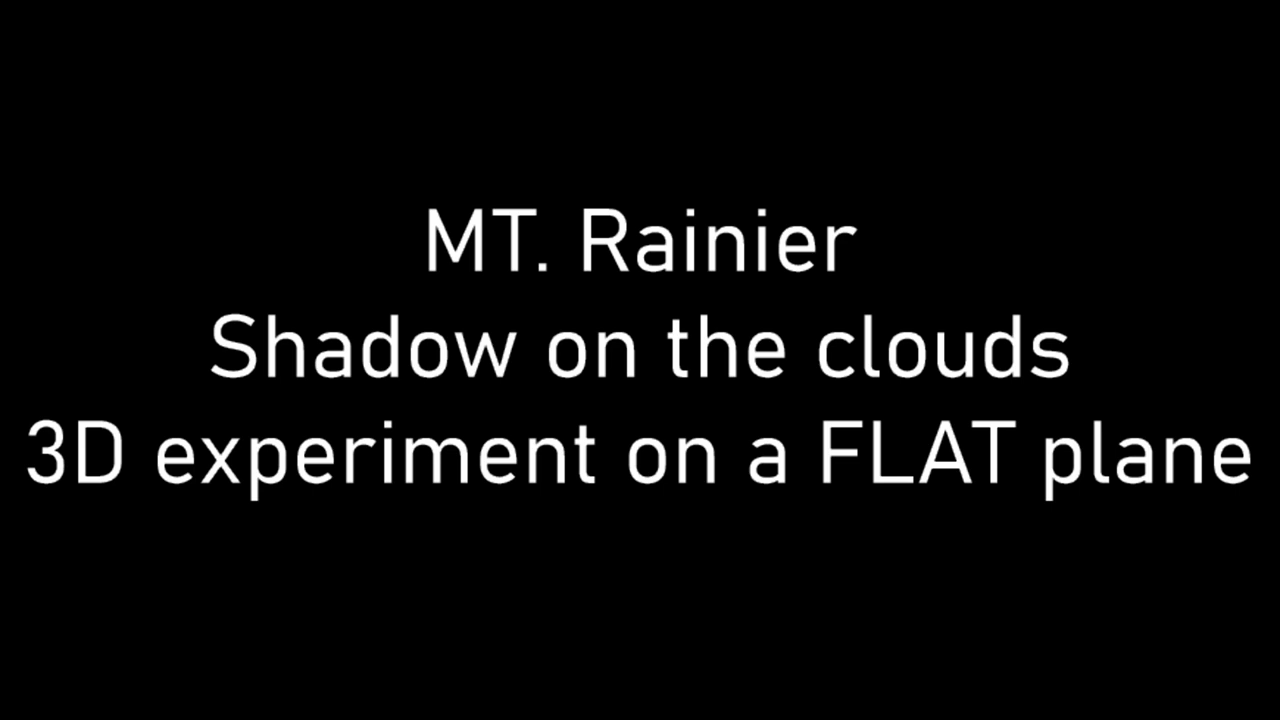 MT. Rainier
Shadow on the clouds
3D experiment on a FLAT plane